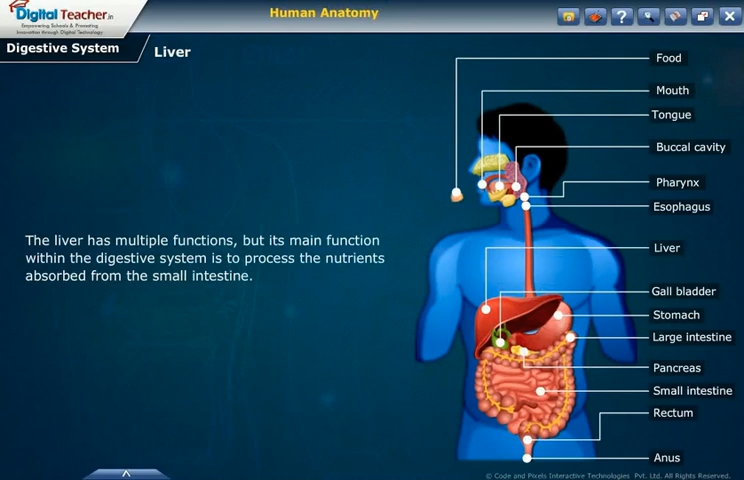 Digital Teacher.in
Empowering Schools & Promoting
Innovation through Digital Technology
Human Anatomy
?
Digestive System
Liver
Food
Mouth
Tongue
Buccal cavity
Pharynx
Esophagus
The liver has multiple functions, but its main function
within the digestive system is to process the nutrients
absorbed from the small intestine.
Liver
Gall bladder
Stomach
Large intestine
Pancreas
Small intestine
Rectum
Anus
© Code and Pixels Interactive Technologies Pvt. Ltd. All Rights Reserved.